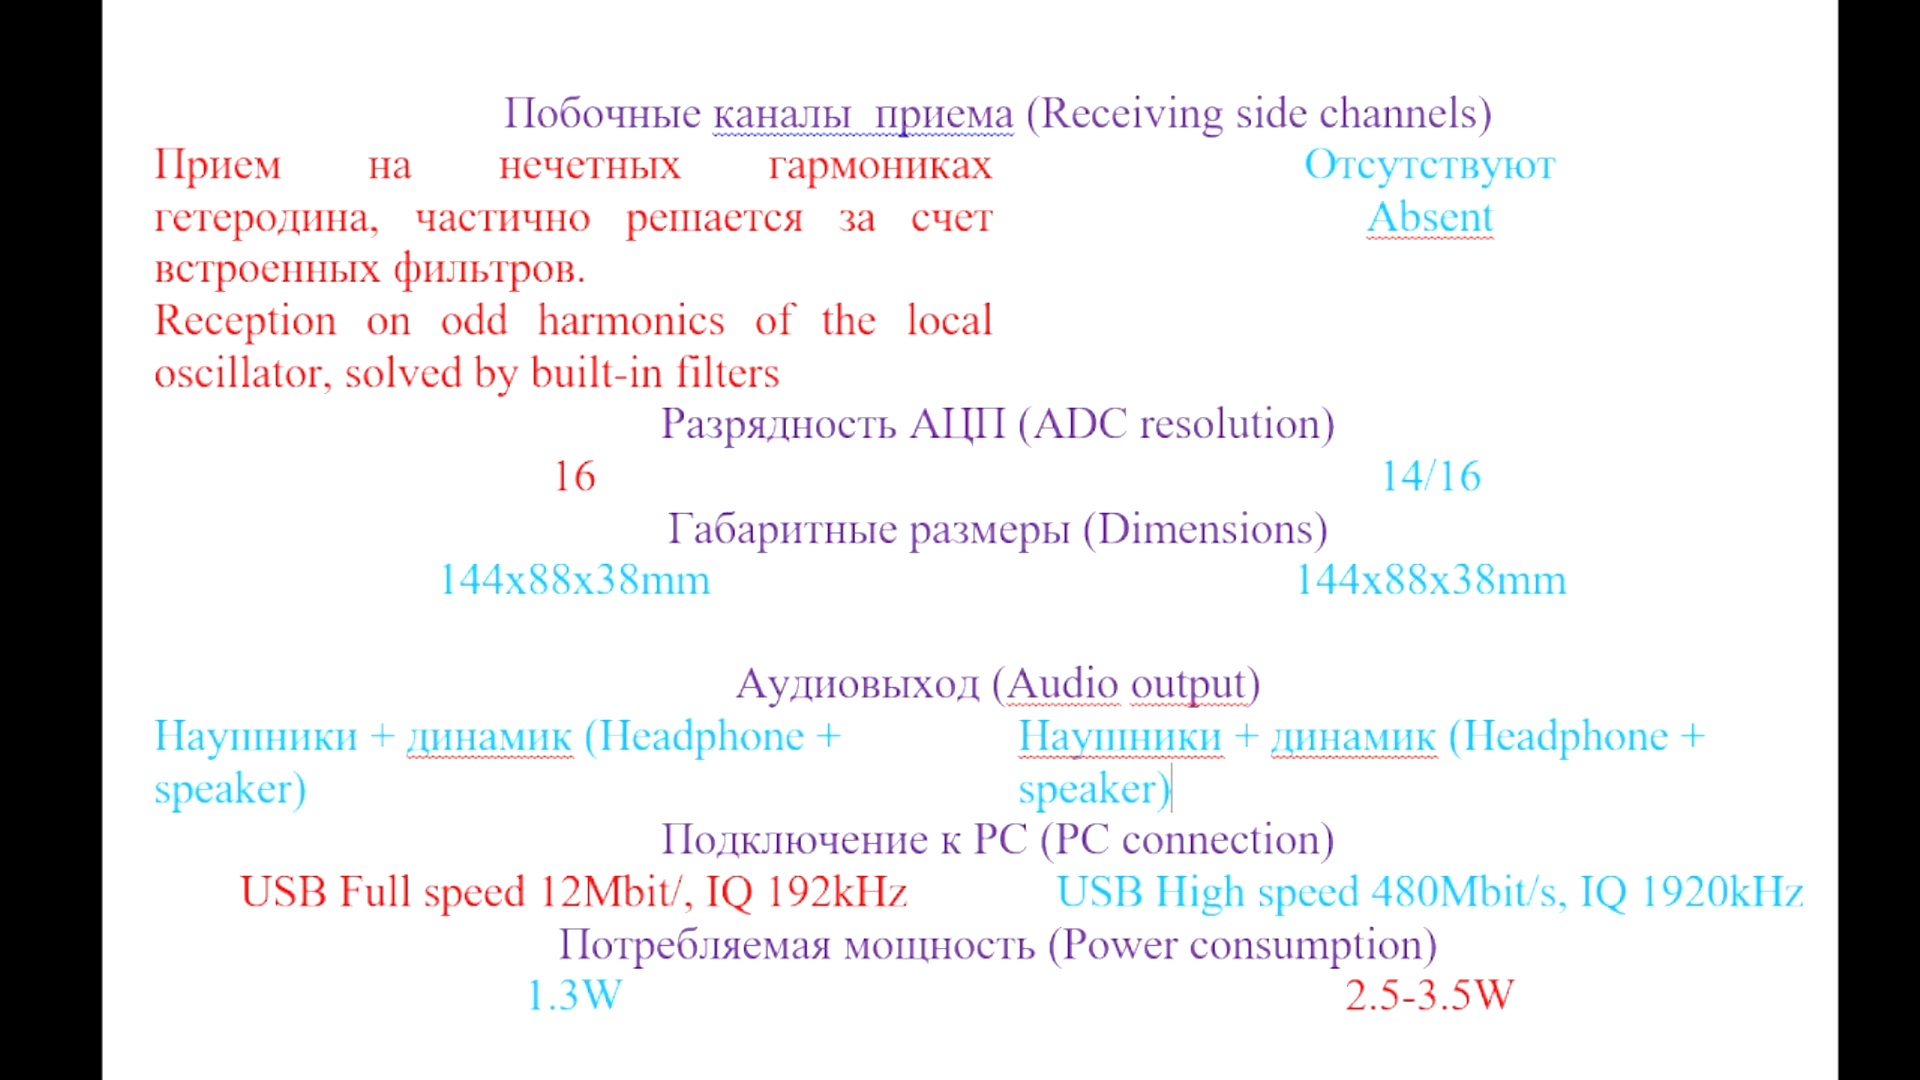 Побочные каналы приема (Receiving side channels)
Прием на нечетных гармониках
гетеродина, частично решается за счет
встроенных фильтров.
Reception on odd harmonics of the local
oscillator, solved by built-in filters
Отсутствуют
Absent
Разрядность АЦП (ADC resolution)
16
14/16
Габаритные размеры (Dimensions)
144x88x38mm
144x88x38mm
Аудиовыход (Audio output)
Наушники + динамик (Headphone +
speaker)
Наушники + динамик (Headphone +
speaker)
Подключение к PC (PC connection)
USB Full speed 12Mbit/, IQ 192kHz
USB High speed 480Mbit/s, IQ 1920kHz
Потребляемая мощность (Power consumption)
1.3W
2.5-3.5W